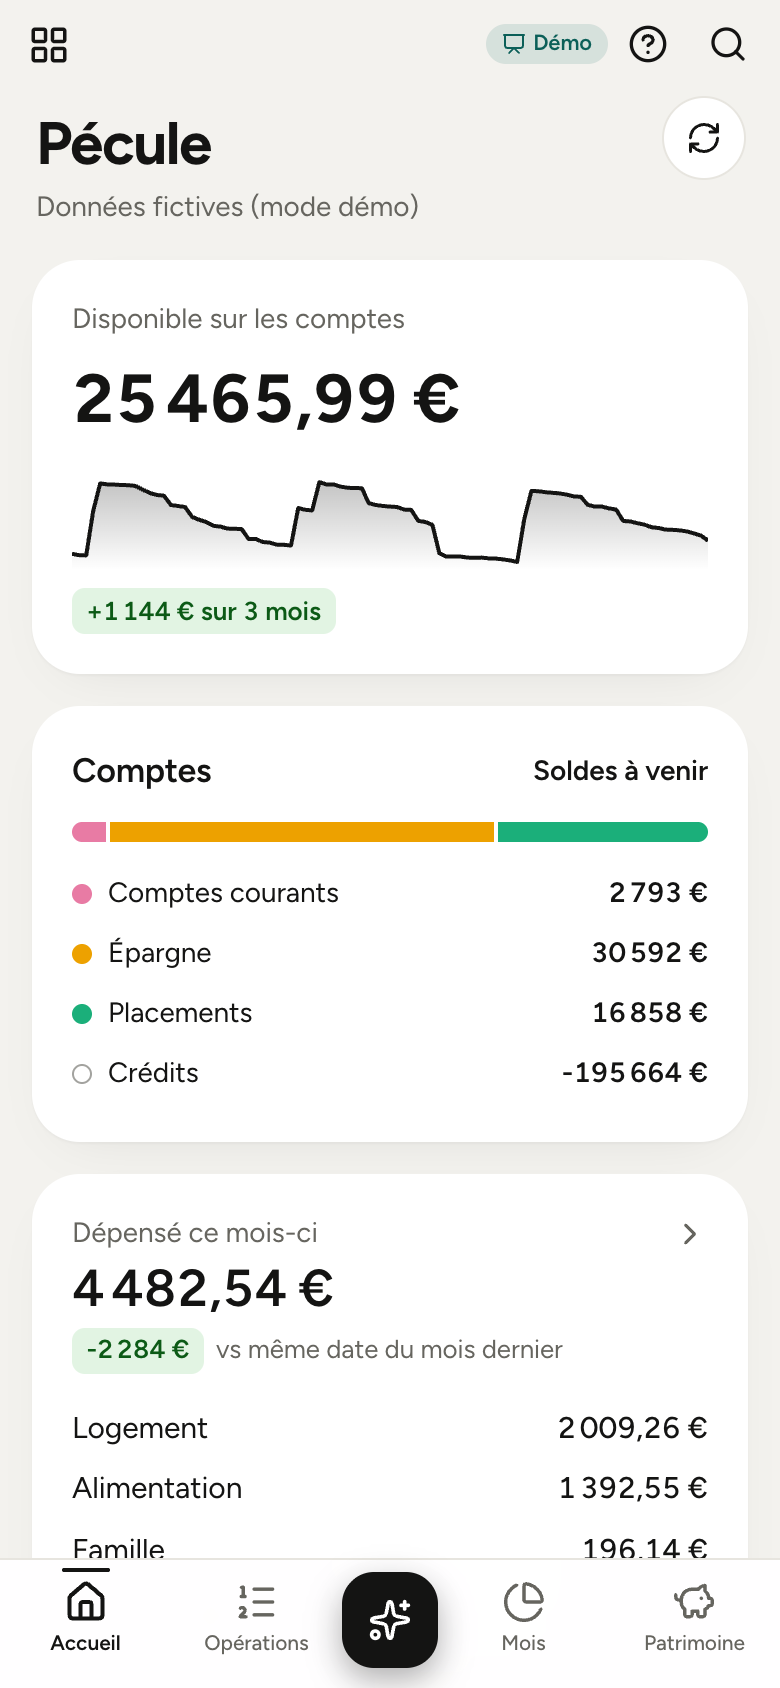 Démo
Pécule
Données fictives (mode démo)
Disponible sur les comptes
25 465,99 €
+1 144 € sur 3 mois
Comptes
Soldes à venir
Comptes courants
2 793 €
Épargne
30 592 €
Placements
16 858 €
Crédits
-195 664 €
Dépensé ce mois-ci
4 482,54 €
-2 284 € vs même date du mois dernier
Logement
2 009,26 €
Alimentation
1 392,55 €
Famille
196,14 €
Accueil
Opérations
Mois
Patrimoine